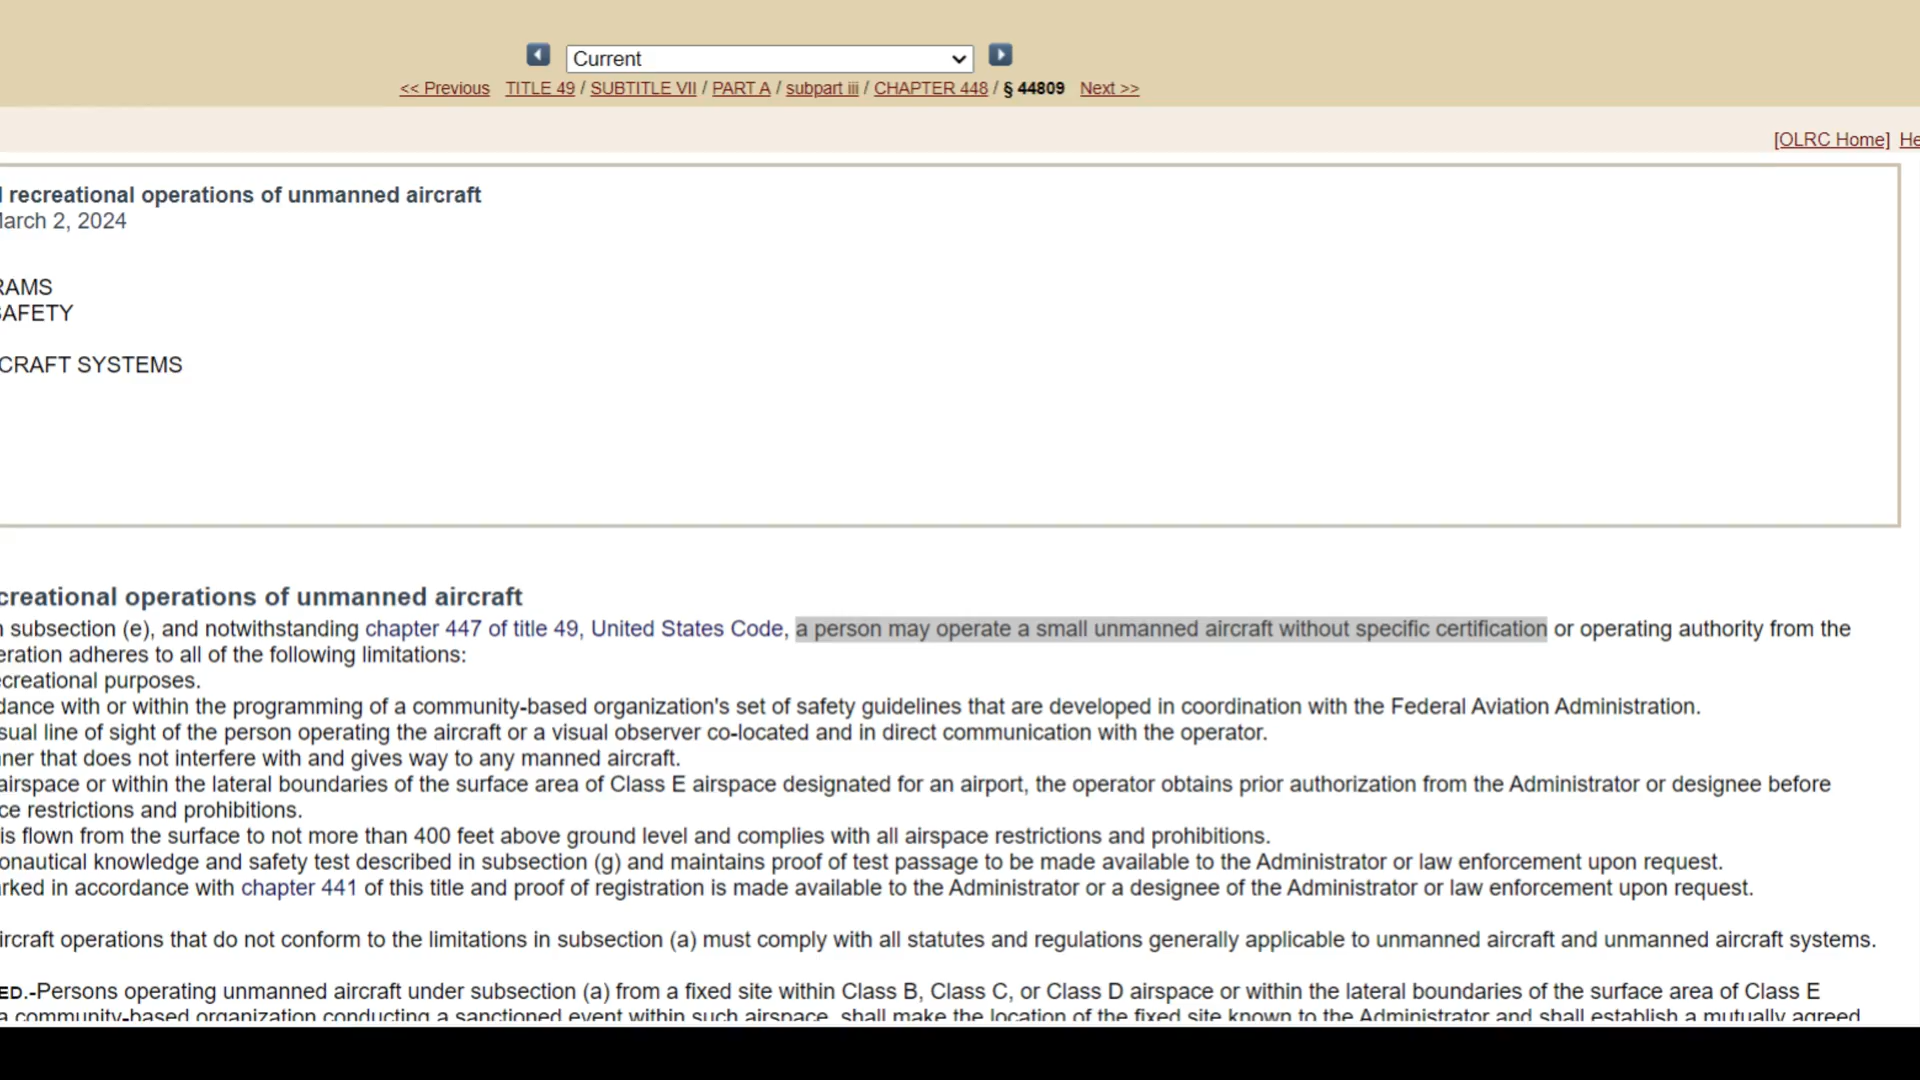 Current
<< Previous TITLE 49 / SUBTITLE VII / PART A / subpart iii / CHAPTER 448 / § 44809 Next >>
[OLRC Home] He
l recreational operations of unmanned aircraft
March 2, 2024
RAMS
SAFETY
CRAFT SYSTEMS
creational operations of unmanned aircraft
n subsection (e), and notwithstanding chapter 447 of title 49, United States Code, a person may operate a small unmanned aircraft without specific certification or operating authority from the
eration adheres to all of the following limitations:
ecreational purposes.
dance with or within the programming of a community-based organization's set of safety guidelines that are developed in coordination with the Federal Aviation Administration.
sual line of sight of the person operating the aircraft or a visual observer co-located and in direct communication with the operator.
ner that does not interfere with and gives way to any manned aircraft.
airspace or within the lateral boundaries of the surface area of Class E airspace designated for an airport, the operator obtains prior authorization from the Administrator or designee before
ce restrictions and prohibitions.
is flown from the surface to not more than 400 feet above ground level and complies with all airspace restrictions and prohibitions.
onautical knowledge and safety test described in subsection (g) and maintains proof of test passage to be made available to the Administrator or law enforcement upon request.
arked in accordance with chapter 441 of this title and proof of registration is made available to the Administrator or a designee of the Administrator or law enforcement upon request.
ircraft operations that do not conform to the limitations in subsection (a) must comply with all statutes and regulations generally applicable to unmanned aircraft and unmanned aircraft systems.
ED.-Persons operating unmanned aircraft under subsection (a) from a fixed site within Class B, Class C, or Class D airspace or within the lateral boundaries of the surface area of Class E
a community-based organization conducting a sanctioned event within such airspace, shall make the location of the fixed site known to the Administrator and shall establish a mutually agreed